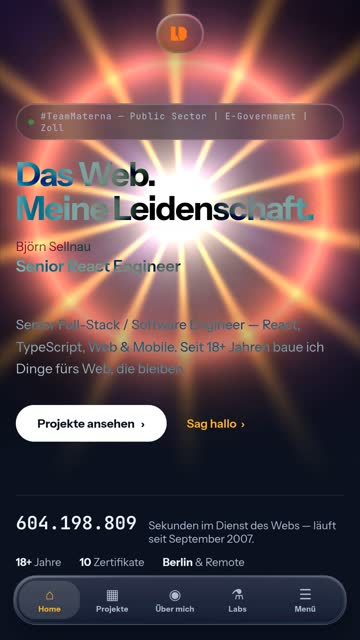 #TeamMaterna — Public Sector | E-Government |
Zoll
Das Web.
Meine Leidenschaft.
Björn Sellnau
Senior React Engineer
Senior Full-Stack / Software Engineer — React,
TypeScript, Web & Mobile. Seit 18+ Jahren baue ich
Dinge fürs Web, die bleiben.
Projekte ansehen ›
Sag hallo ›
604.198.809 Sekunden im Dienst des Webs — läuft
seit September 2007.
18+ Jahre 10 Zertifikate Berlin & Remote
Home Projekte Über mich Labs Menü